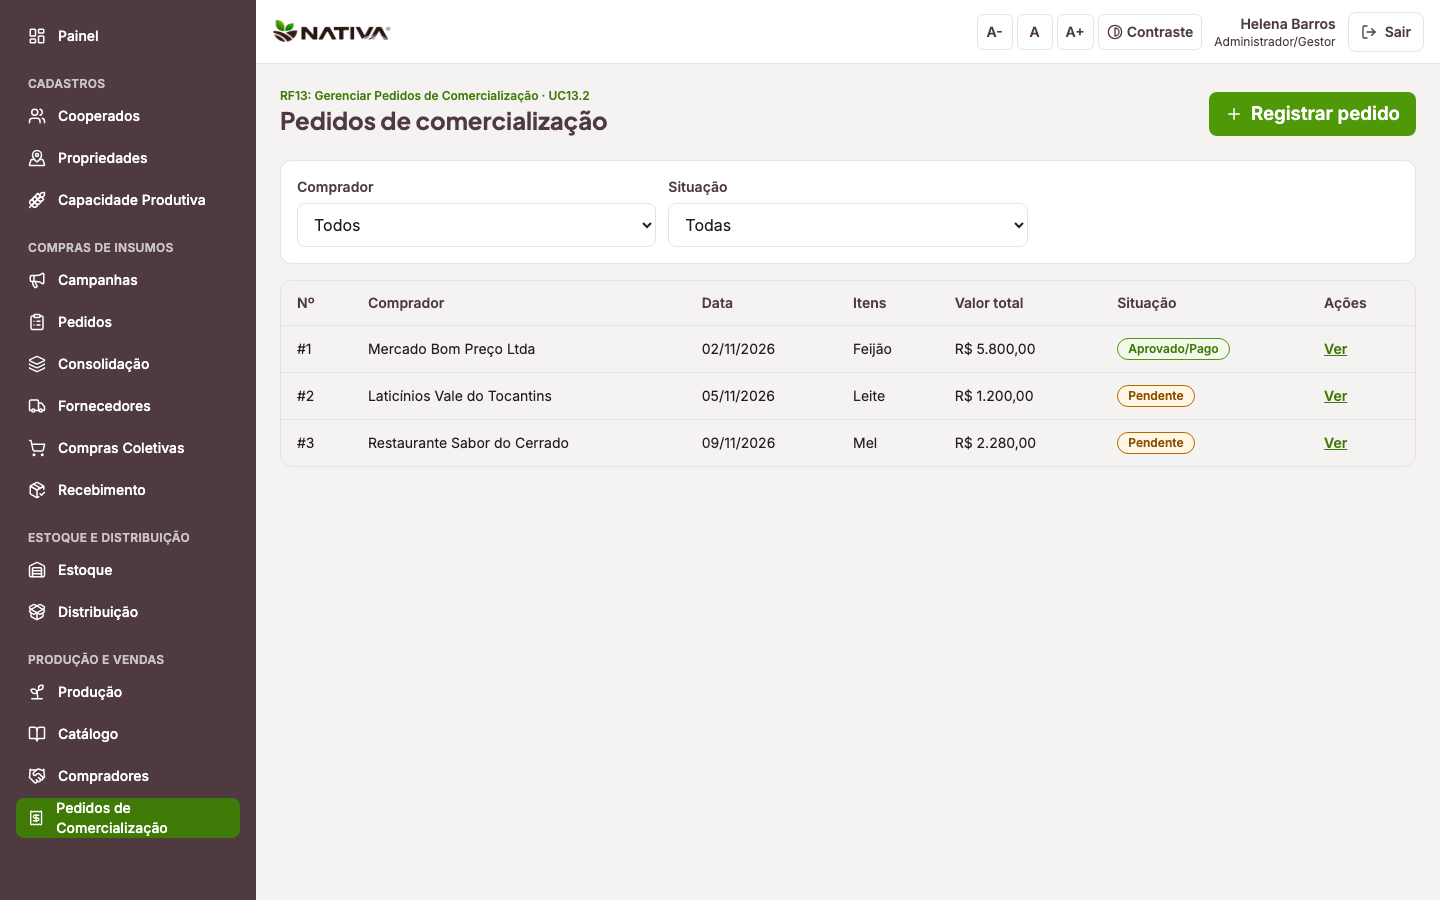 Painel
CADASTROS
Cooperados
Propriedades
Capacidade Produtiva
COMPRAS DE INSUMOS
Campanhas
Pedidos
Consolidação
Fornecedores
Compras Coletivas
Recebimento
ESTOQUE E DISTRIBUIÇÃO
Estoque
Distribuição
PRODUÇÃO E VENDAS
Produção
Catálogo
Compradores
Pedidos de
Comercialização
NATIVA
A- A A+ Contraste
Helena Barros
Administrador/Gestor
Sair
RF13: Gerenciar Pedidos de Comercialização · UC13.2
Pedidos de comercialização
+ Registrar pedido
Comprador Situação
Todos Todas
Nº Comprador Data Itens Valor total Situação Ações
#1 Mercado Bom Preço Ltda 02/11/2026 Feijão R$ 5.800,00 Aprovado/Pago Ver
#2 Laticínios Vale do Tocantins 05/11/2026 Leite R$ 1.200,00 Pendente Ver
#3 Restaurante Sabor do Cerrado 09/11/2026 Mel R$ 2.280,00 Pendente Ver